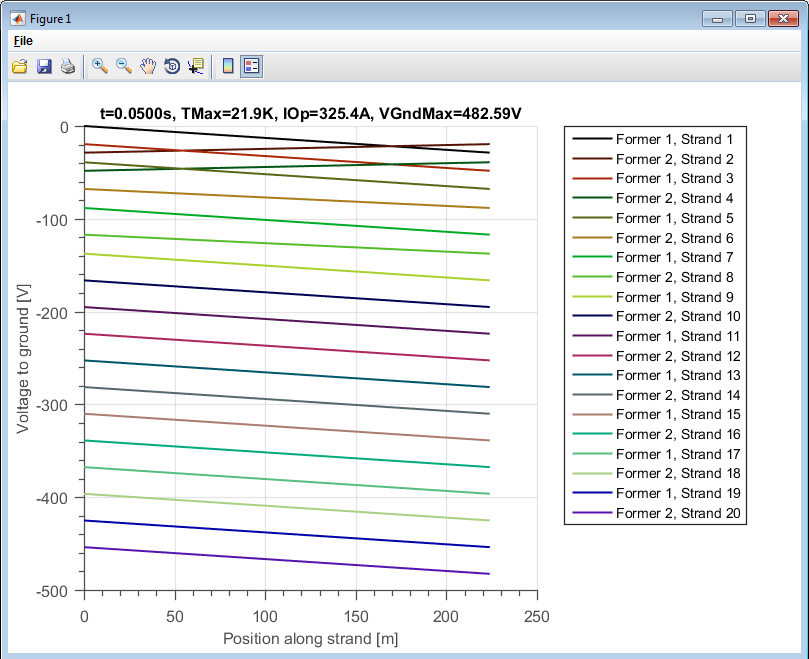 Figure 1
File
t=0.0500s, TMax=21.9K, IOp=325.4A, VGndMax=482.59V
Voltage to ground [V]
0
-100
-200
-300
-400
-500
0 50 100 150 200 250
Position along strand [m]
Former 1, Strand 1
Former 2, Strand 2
Former 1, Strand 3
Former 2, Strand 4
Former 1, Strand 5
Former 2, Strand 6
Former 1, Strand 7
Former 2, Strand 8
Former 1, Strand 9
Former 2, Strand 10
Former 1, Strand 11
Former 2, Strand 12
Former 1, Strand 13
Former 2, Strand 14
Former 1, Strand 15
Former 2, Strand 16
Former 1, Strand 17
Former 2, Strand 18
Former 1, Strand 19
Former 2, Strand 20